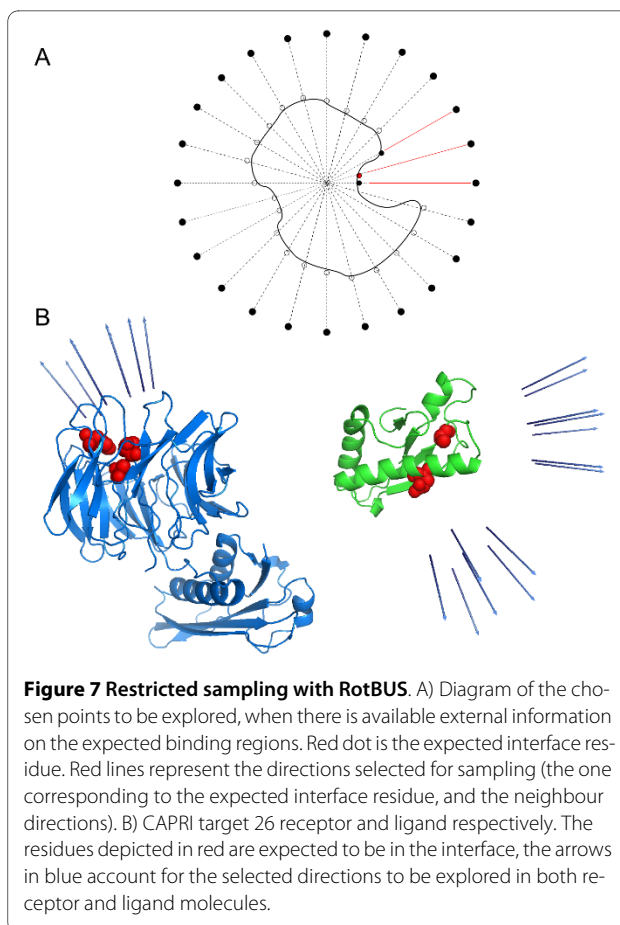 A
B
Figure 7 Restricted sampling with RotBUS. A) Diagram of the cho-
sen points to be explored, when there is available external information
on the expected binding regions. Red dot is the expected interface res-
idue. Red lines represent the directions selected for sampling (the one
corresponding to the expected interface residue, and the neighbour
directions). B) CAPRI target 26 receptor and ligand respectively. The
residues depicted in red are expected to be in the interface, the arrows
in blue account for the selected directions to be explored in both re-
ceptor and ligand molecules.